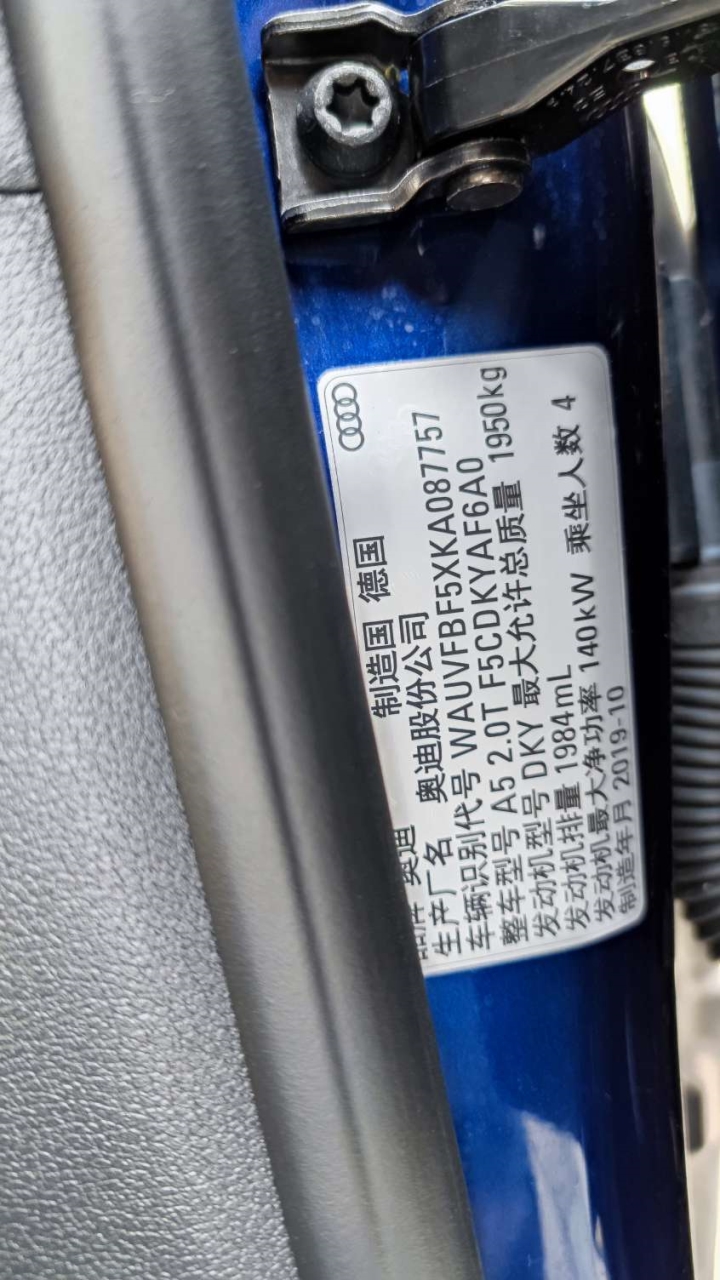 品牌 奥迪 制造国 德国
生产厂名 奥迪股份公司
车辆识别代号 WAUVFBF5XKA087757
整车型号 A5 2.0T F5CDKYAF6A0
发动机型号 DKY 最大允许总质量 1950kg
发动机排量 1984mL
发动机最大净功率 140kW 乘坐人数 4
制造年月 2019-10